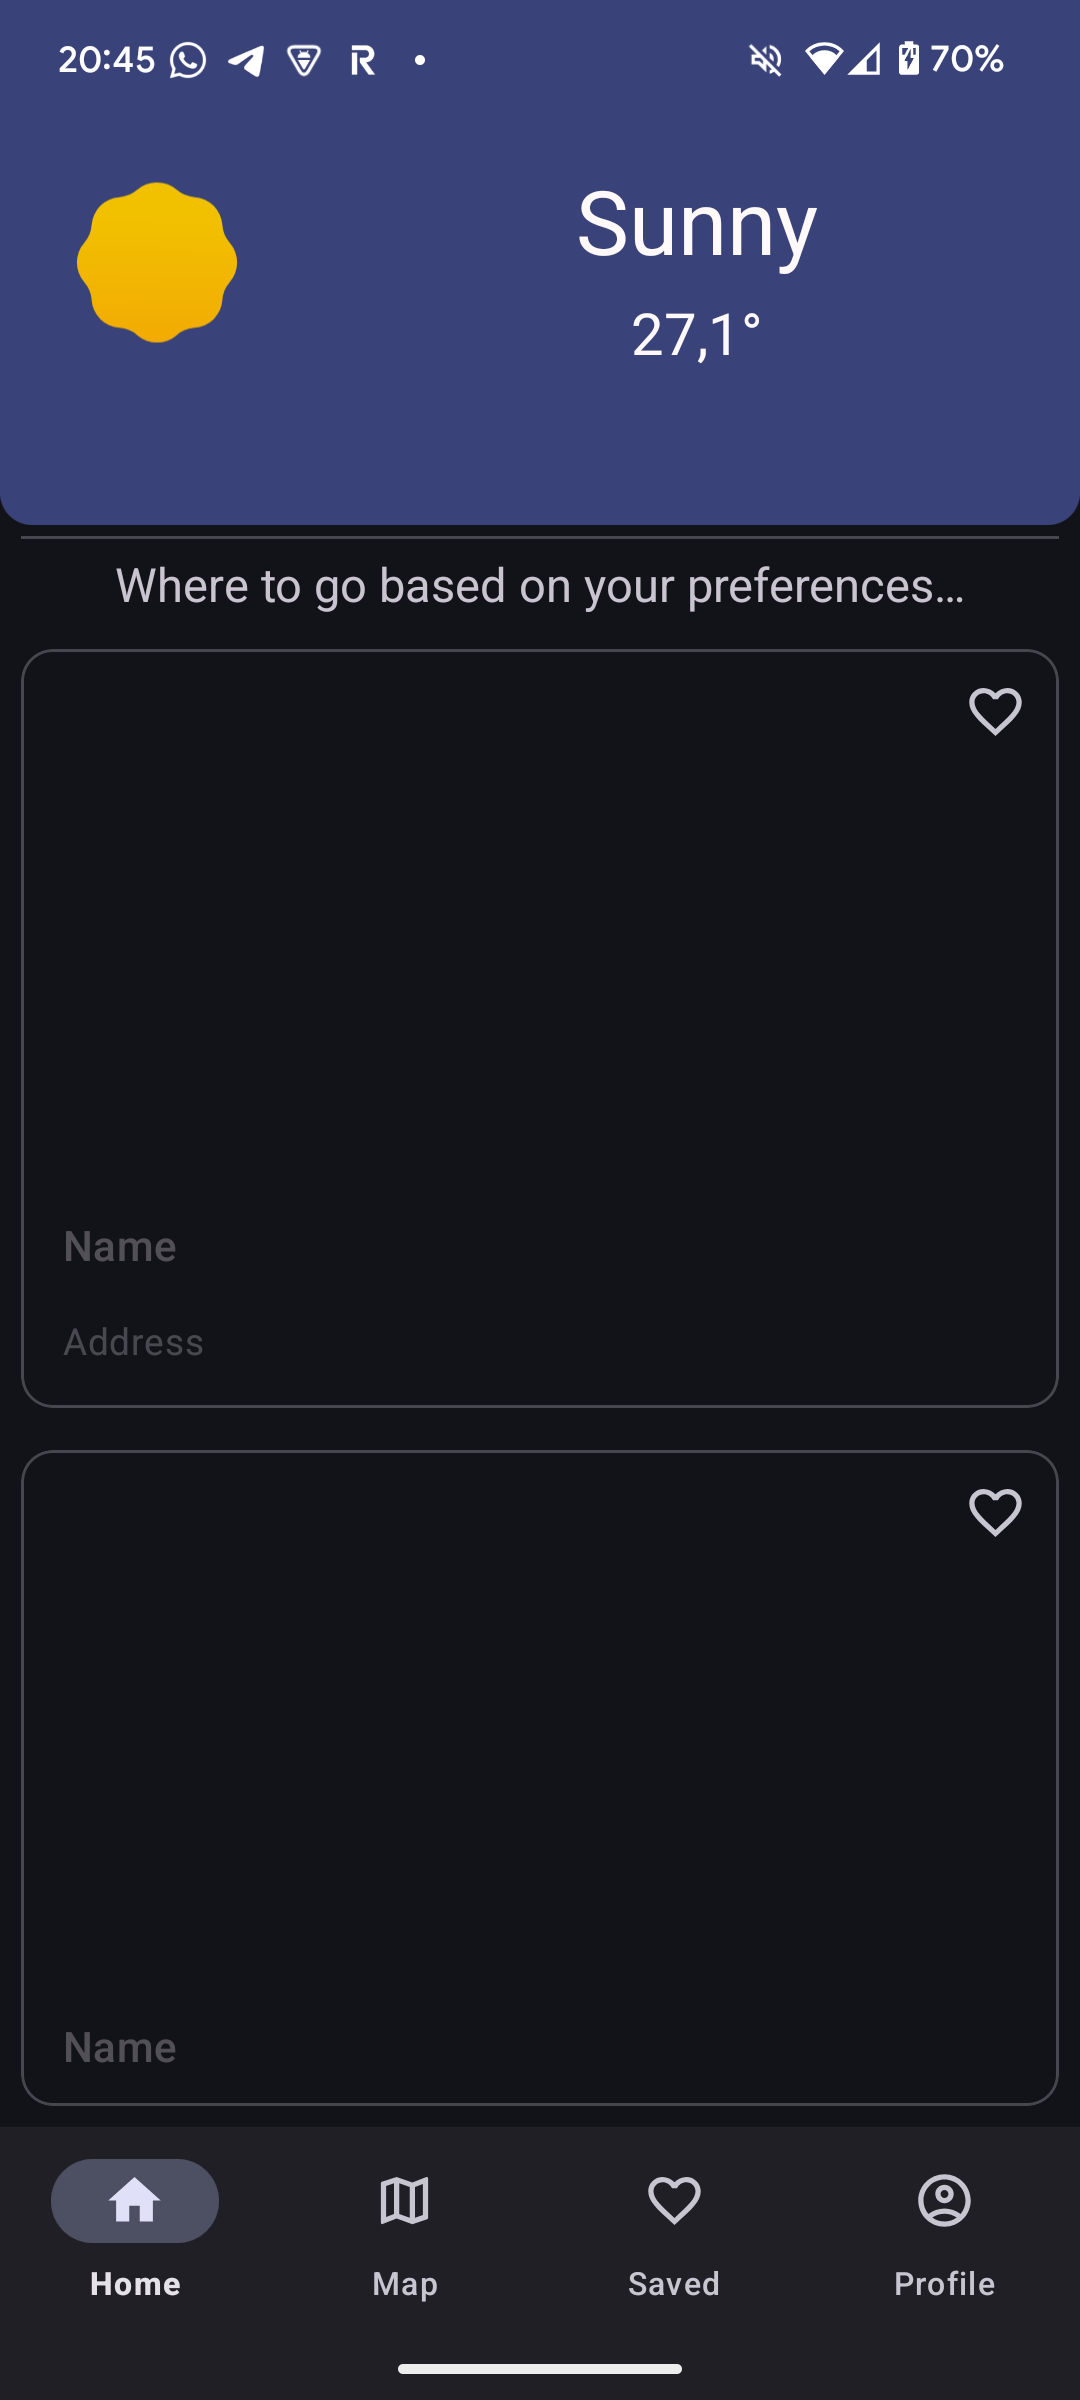 20:45
70%
Sunny
27,1°
Where to go based on your preferences...
Name
Address
Name
Home
Map
Saved
Profile